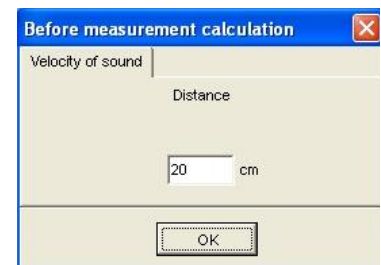 Before measurement calculation
Velocity of sound
Distance
20 cm
OK